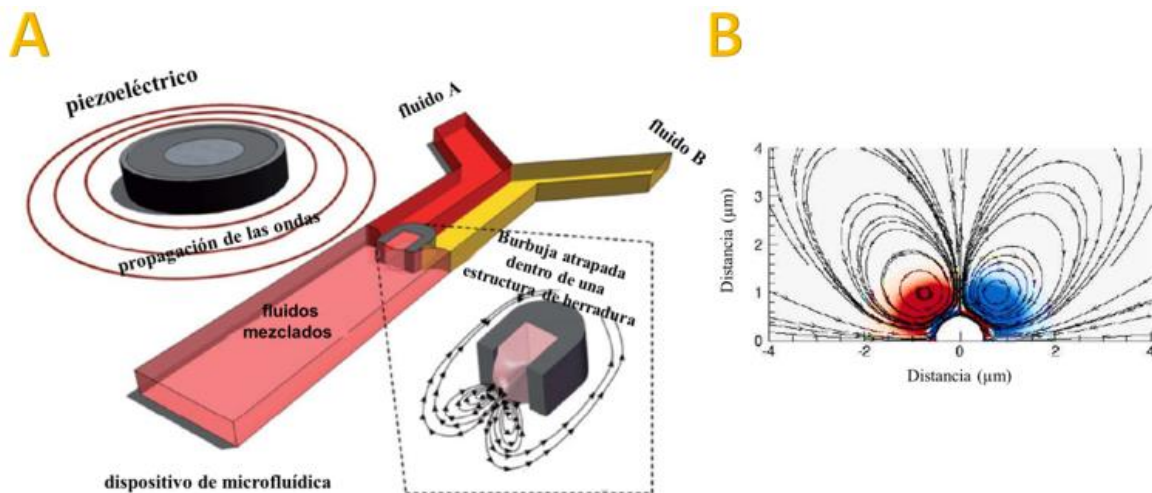 A
piezoeléctrico
fluido A
fluido B
propagación de las ondas
Burbuja atrapada
dentro de una
estructura de herradura
fluidos
mezclados
dispositivo de microfluídica
B
Distancia (µm)
4
3
2
1
0
-4
-2
0
2
4
Distancia (µm)